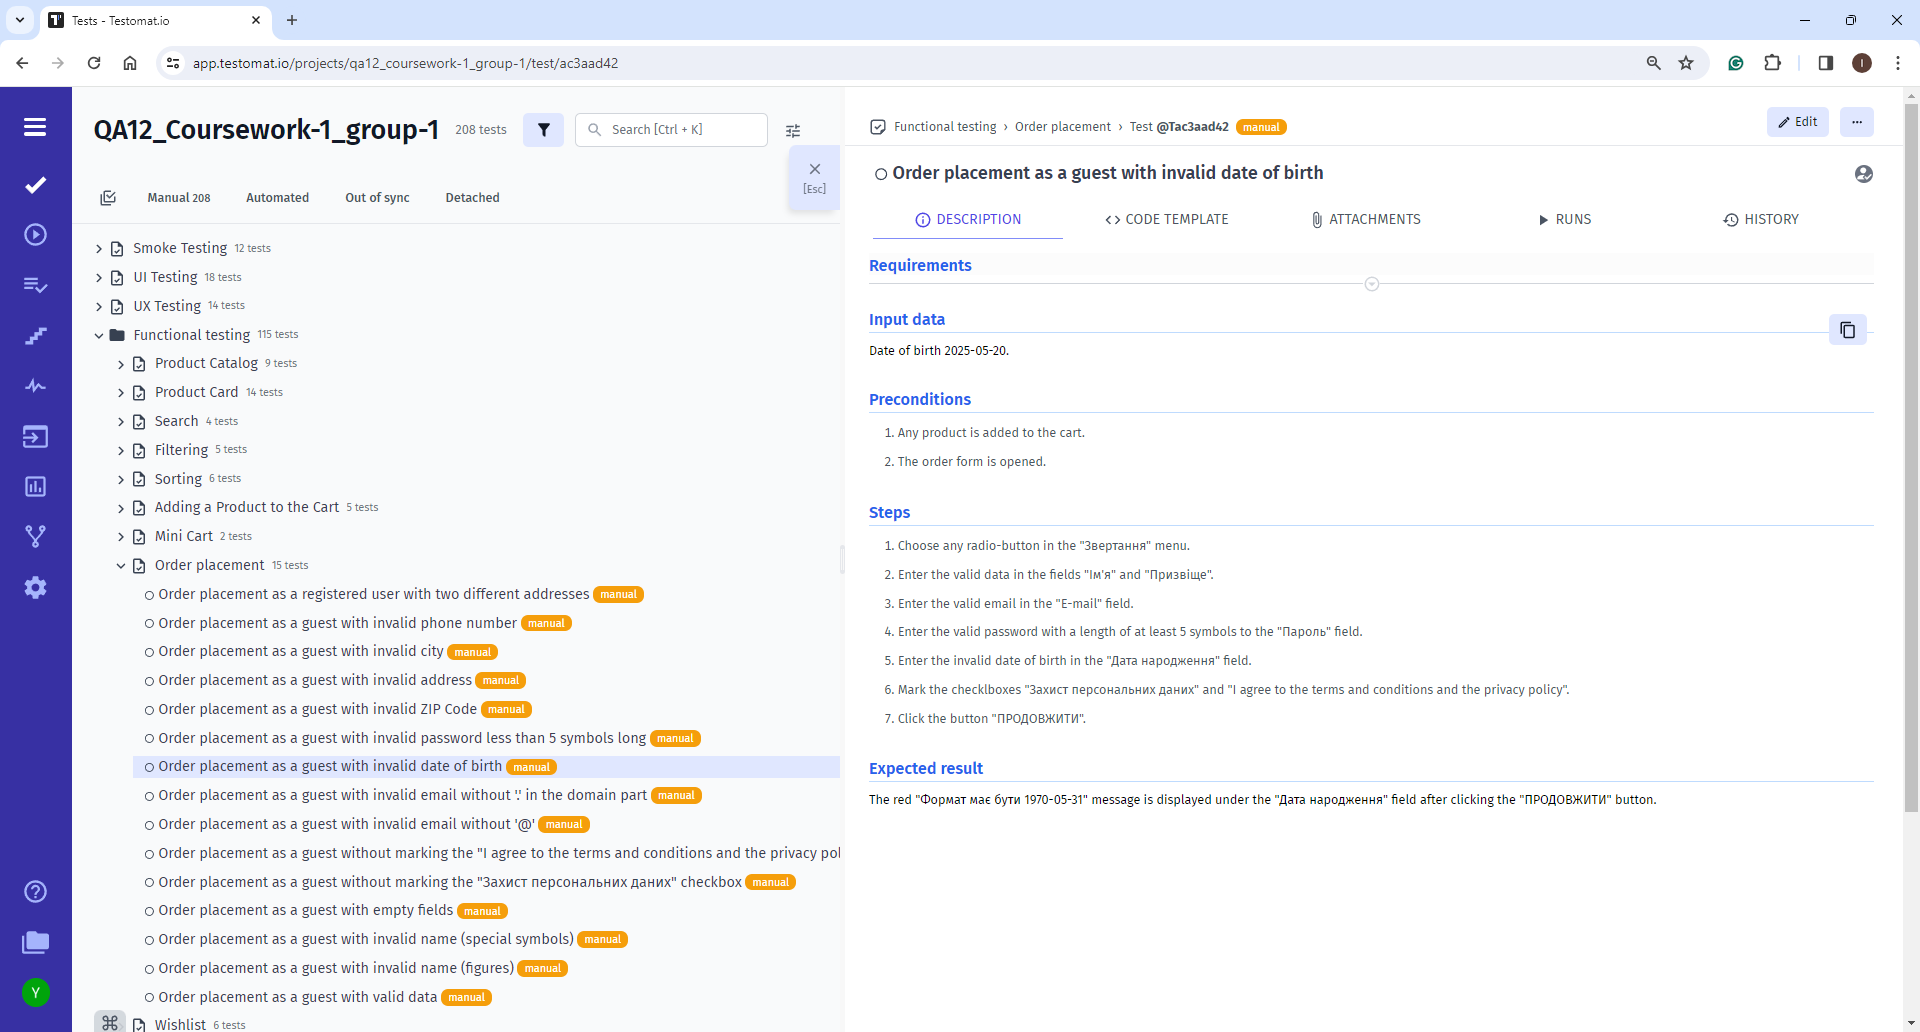 Tests - Testomat.io
app.testomat.io/projects/qa12_coursework-1_group-1/test/ac3aad42
QA12_Coursework-1_group-1 208 tests
Search [Ctrl + K]
[Esc]
Manual 208 Automated Out of sync Detached
Smoke Testing 12 tests
UI Testing 18 tests
UX Testing 14 tests
Functional testing 115 tests
Product Catalog 9 tests
Product Card 14 tests
Search 4 tests
Filtering 5 tests
Sorting 6 tests
Adding a Product to the Cart 5 tests
Mini Cart 2 tests
Order placement 15 tests
Order placement as a registered user with two different addresses manual
Order placement as a guest with invalid phone number manual
Order placement as a guest with invalid city manual
Order placement as a guest with invalid address manual
Order placement as a guest with invalid ZIP Code manual
Order placement as a guest with invalid password less than 5 symbols long manual
Order placement as a guest with invalid date of birth manual
Order placement as a guest with invalid email without '.' in the domain part manual
Order placement as a guest with invalid email without '@' manual
Order placement as a guest without marking the "I agree to the terms and conditions and the privacy pol
Order placement as a guest without marking the "Захист персональних даних" checkbox manual
Order placement as a guest with empty fields manual
Order placement as a guest with invalid name (special symbols) manual
Order placement as a guest with invalid name (figures) manual
Order placement as a guest with valid data manual
Wishlist 6 tests
Y
I
Functional testing › Order placement › Test @Tac3aad42 manual
Edit
Order placement as a guest with invalid date of birth
DESCRIPTION CODE TEMPLATE ATTACHMENTS RUNS HISTORY
Requirements
Input data
Date of birth 2025-05-20.
Preconditions
1. Any product is added to the cart.
2. The order form is opened.
Steps
1. Choose any radio-button in the "Звертання" menu.
2. Enter the valid data in the fields "Ім'я" and "Призвіще".
3. Enter the valid email in the "E-mail" field.
4. Enter the valid password with a length of at least 5 symbols to the "Пароль" field.
5. Enter the invalid date of birth in the "Дата народження" field.
6. Mark the checklboxes "Захист персональних даних" and "I agree to the terms and conditions and the privacy policy".
7. Click the button "ПРОДОВЖИТИ".
Expected result
The red "Формат має бути 1970-05-31" message is displayed under the "Дата народження" field after clicking the "ПРОДОВЖИТИ" button.